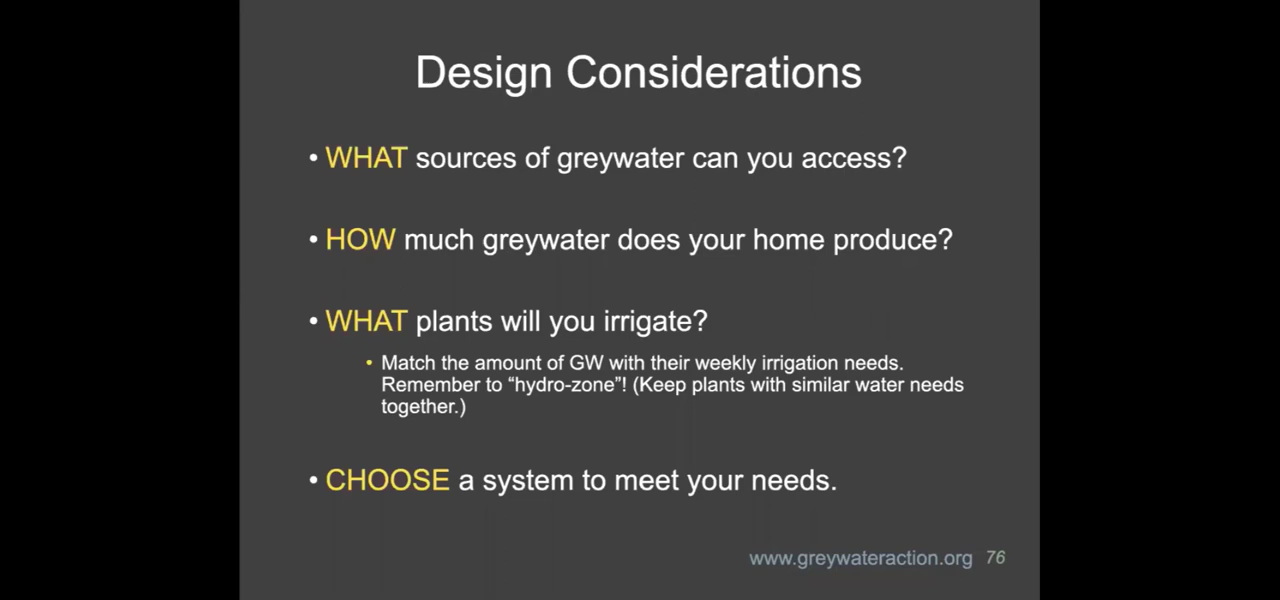 Design Considerations
• WHAT sources of greywater can you access?
• HOW much greywater does your home produce?
• WHAT plants will you irrigate?
• Match the amount of GW with their weekly irrigation needs.
Remember to “hydro-zone”! (Keep plants with similar water needs
together.)
• CHOOSE a system to meet your needs.
www.greywateraction.org 76